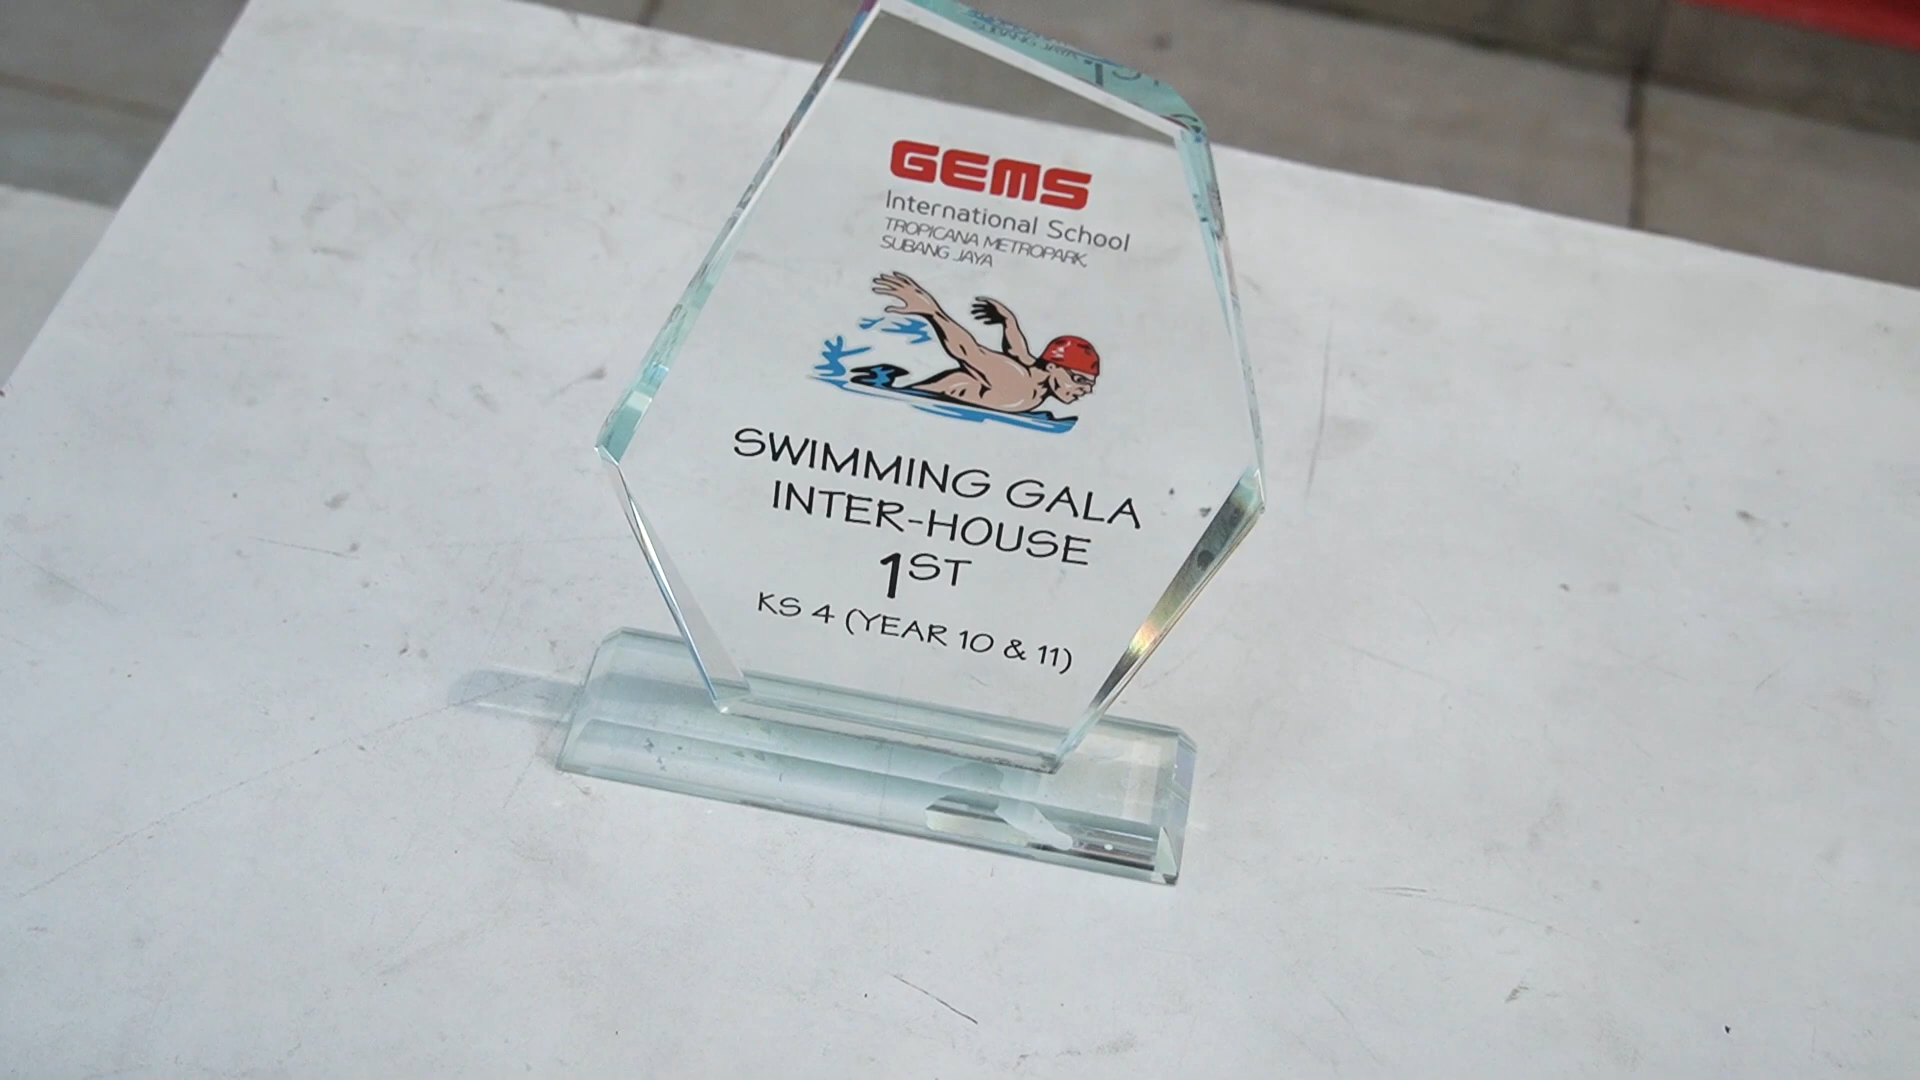 GEMS
International School
TROPICANA METROPARK,
SUBANG JAYA
SWIMMING GALA
INTER-HOUSE
1ST
KS 4 (YEAR 10 & 11)